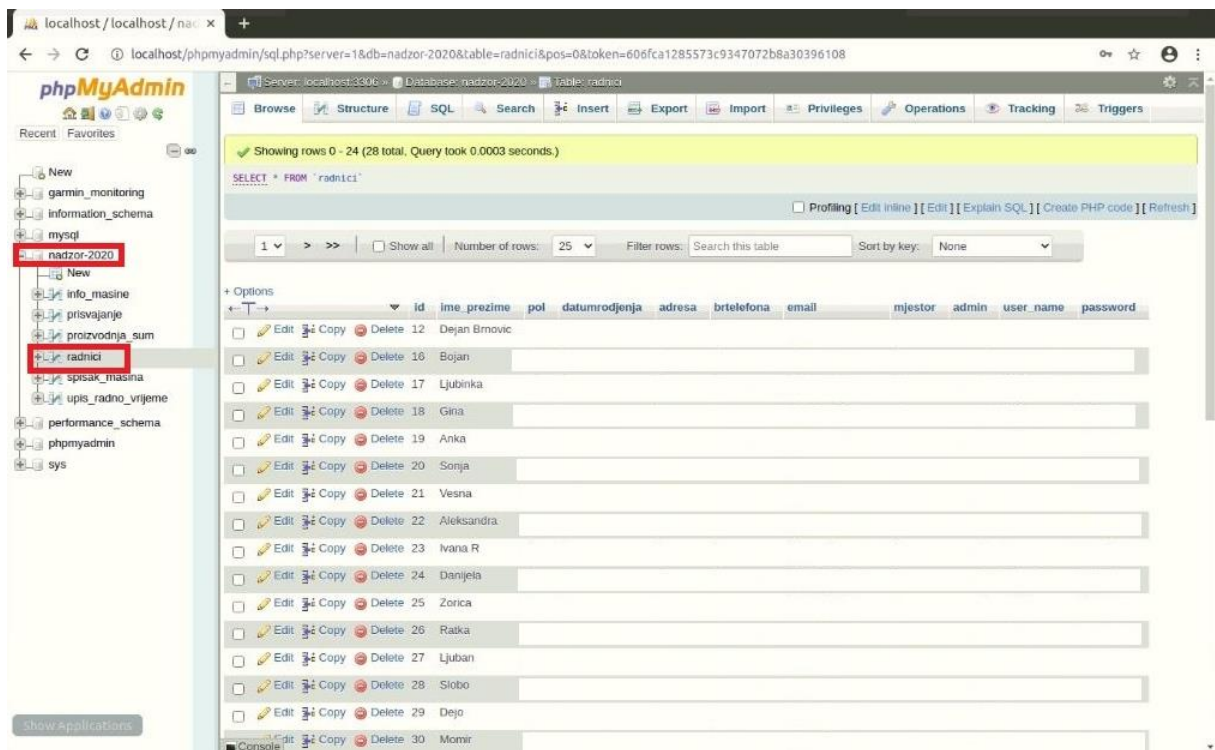 localhost / localhost / nad
localhost/phpmyadmin/sql.php?server=1&db=nadzor-2020&table=radnici&pos=0&token=606fca1285573c9347072b8a30396108
phpMyAdmin
Recent Favorites
New
garmin_monitoring
information_schema
mysql
nadzor-2020
New
info_masine
prisvajanje
proizvodnja_sum
radnici
spisak_masina
upis_radno_vrijeme
performance_schema
phpmyadmin
sys
Show Applications
Server: localhost:3306 » Database: nadzor-2020 » Table: radnici
Browse Structure SQL Search Insert Export Import Privileges Operations Tracking Triggers
Showing rows 0 - 24 (28 total, Query took 0.0003 seconds.)
SELECT * FROM `radnici`
Profiling [ Edit inline ] [ Edit ] [ Explain SQL ] [ Create PHP code ] [ Refresh ]
1 > >> Show all Number of rows: 25 Filter rows: Search this table Sort by key: None
+ Options
←T→ id ime_prezime pol datumrodjenja adresa brtelefona email mjestor admin user_name password
Edit Copy Delete 12 Dejan Brnovic
Edit Copy Delete 16 Bojan
Edit Copy Delete 17 Ljubinka
Edit Copy Delete 18 Gina
Edit Copy Delete 19 Anka
Edit Copy Delete 20 Sonja
Edit Copy Delete 21 Vesna
Edit Copy Delete 22 Aleksandra
Edit Copy Delete 23 Ivana R
Edit Copy Delete 24 Danijela
Edit Copy Delete 25 Zorica
Edit Copy Delete 26 Ratka
Edit Copy Delete 27 Ljuban
Edit Copy Delete 28 Slobo
Edit Copy Delete 29 Dejo
Edit Copy Delete 30 Momir
Console